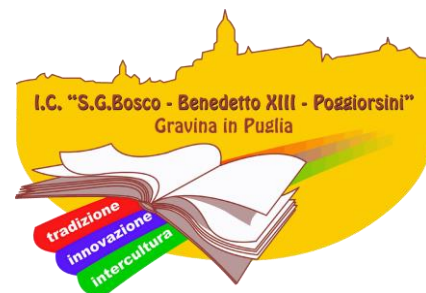 I.C. "S.G.Bosco - Benedetto XIII - Poggiorsini"
Gravina in Puglia
tradizione
innovazione
intercultura